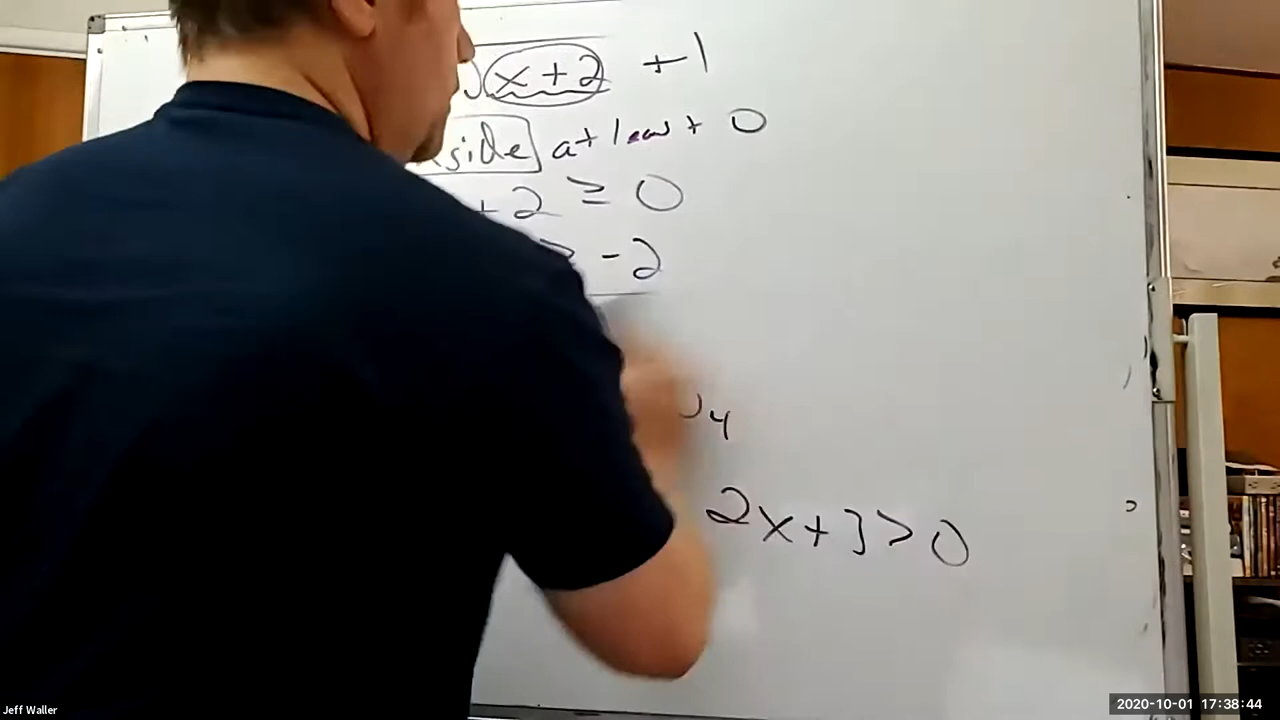 x+2 +1
side at least 0
+2 ≥ 0
≥ -2
4
2x+3>0
Jeff Waller
2020-10-01 17:38:44